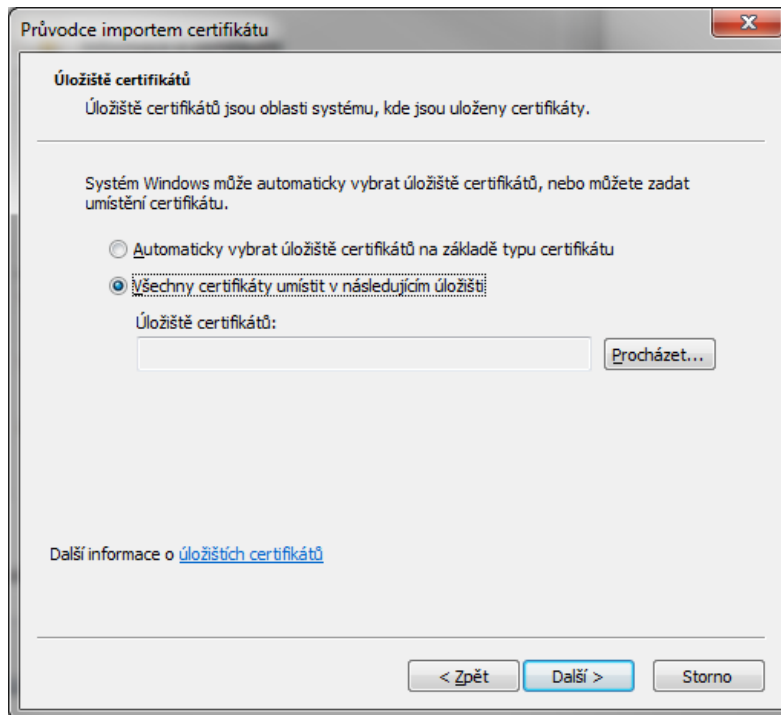 Průvodce importem certifikátu
Úložiště certifikátů
Úložiště certifikátů jsou oblasti systému, kde jsou uloženy certifikáty.
Systém Windows může automaticky vybrat úložiště certifikátů, nebo můžete zadat
umístění certifikátu.
Automaticky vybrat úložiště certifikátů na základě typu certifikátu
Všechny certifikáty umístit v následujícím úložišti
Úložiště certifikátů:
Procházet...
Další informace o úložištích certifikátů
< Zpět Další > Storno